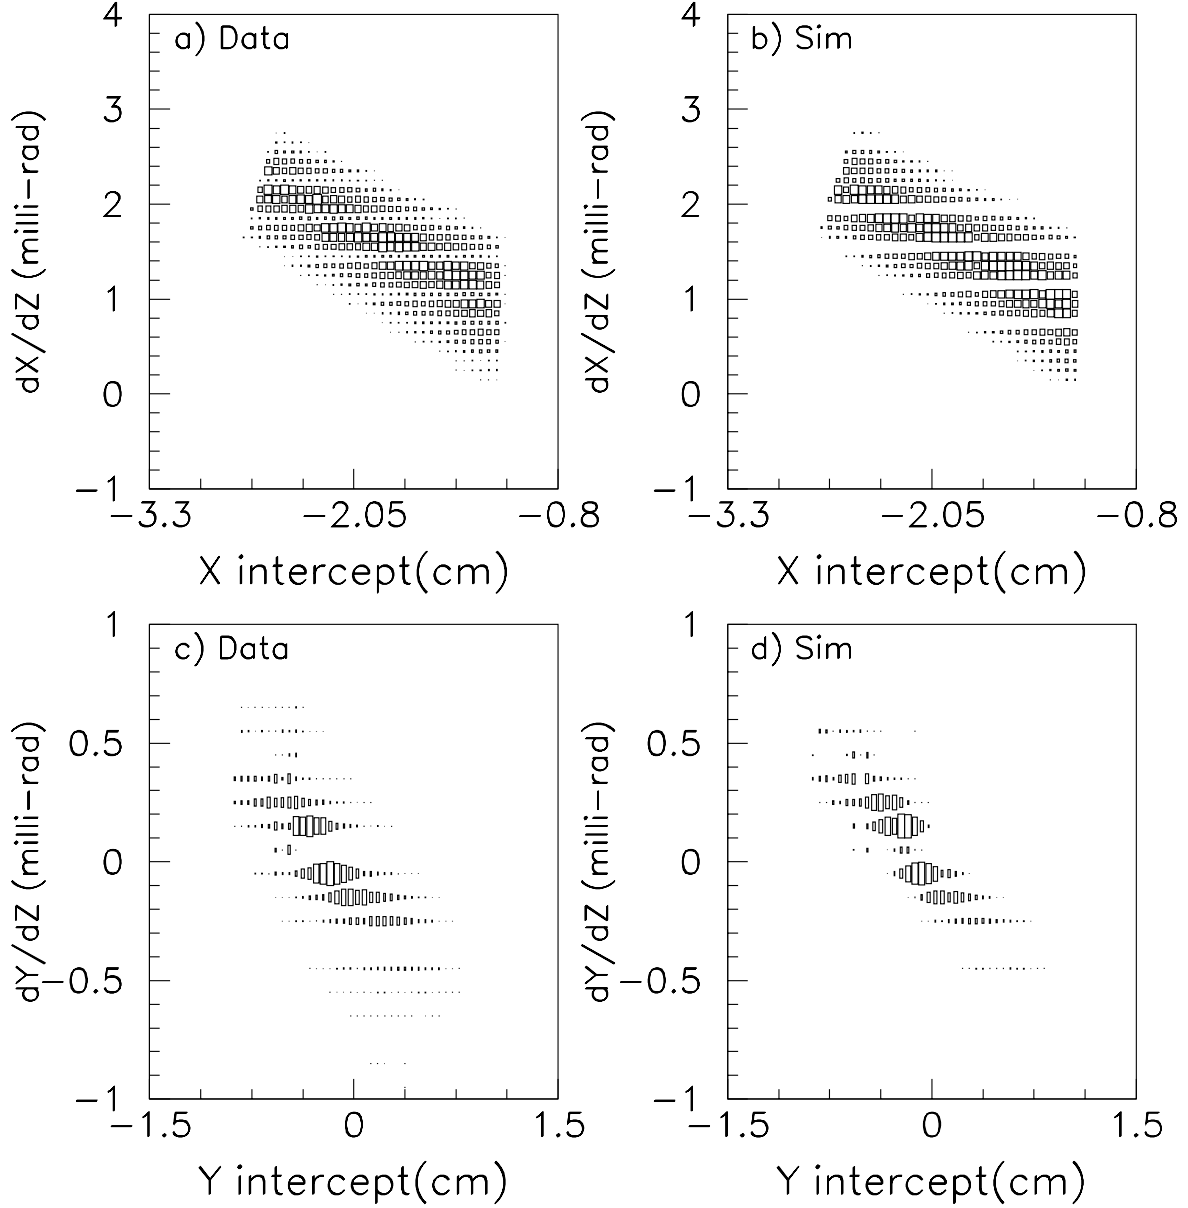 a) Data
4
3
2
1
0
−1
dX/dZ (milli−rad)
−3.3 −2.05 −0.8
X intercept(cm)
b) Sim
4
3
2
1
0
−1
dX/dZ (milli−rad)
−3.3 −2.05 −0.8
X intercept(cm)
c) Data
1
0.5
0
−0.5
−1
dY/dZ (milli−rad)
−1.5 0 1.5
Y intercept(cm)
d) Sim
1
0.5
0
−0.5
−1
dY/dZ (milli−rad)
−1.5 0 1.5
Y intercept(cm)